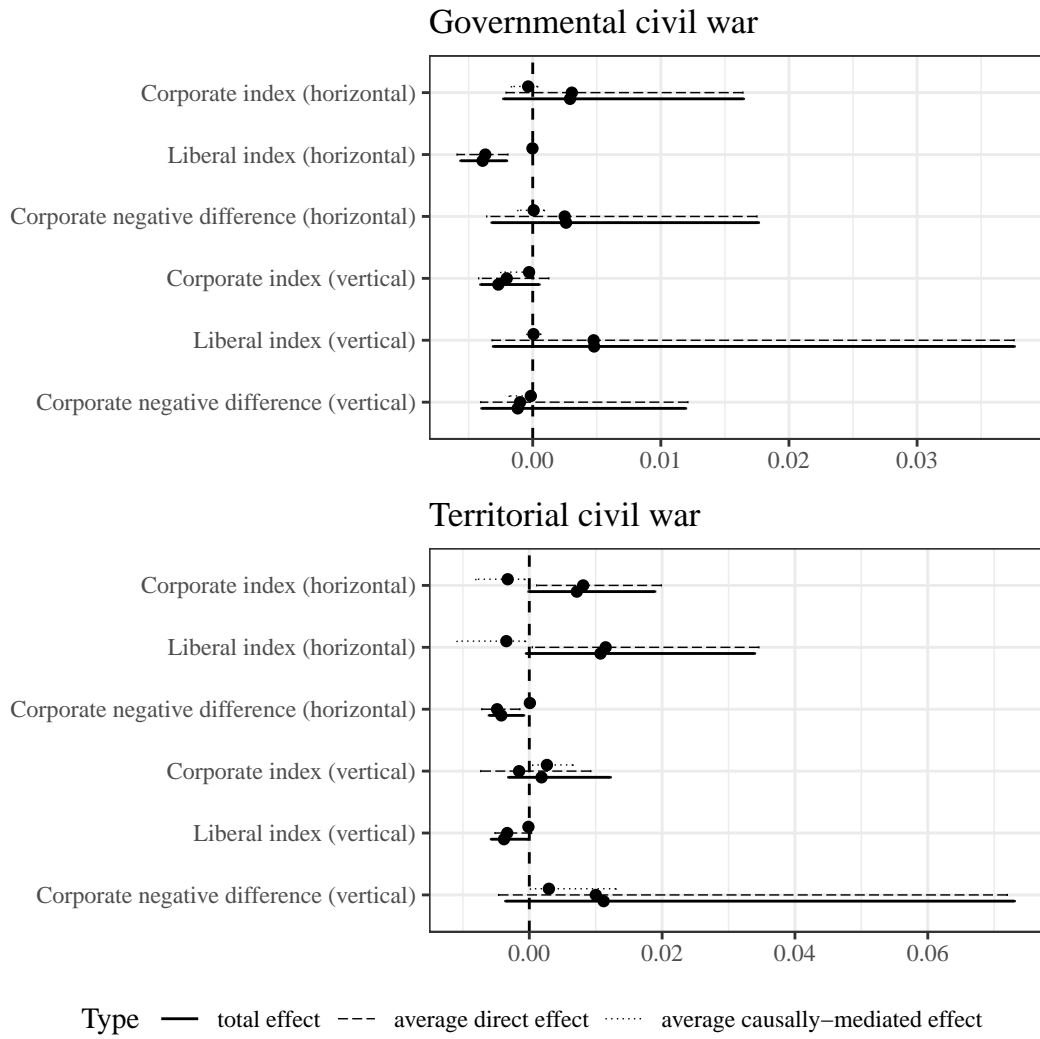 Governmental civil war
Corporate index (horizontal)
Liberal index (horizontal)
Corporate negative difference (horizontal)
Corporate index (vertical)
Liberal index (vertical)
Corporate negative difference (vertical)
0.00 0.01 0.02 0.03
Territorial civil war
Corporate index (horizontal)
Liberal index (horizontal)
Corporate negative difference (horizontal)
Corporate index (vertical)
Liberal index (vertical)
Corporate negative difference (vertical)
0.00 0.02 0.04 0.06
Type total effect average direct effect average causally−mediated effect